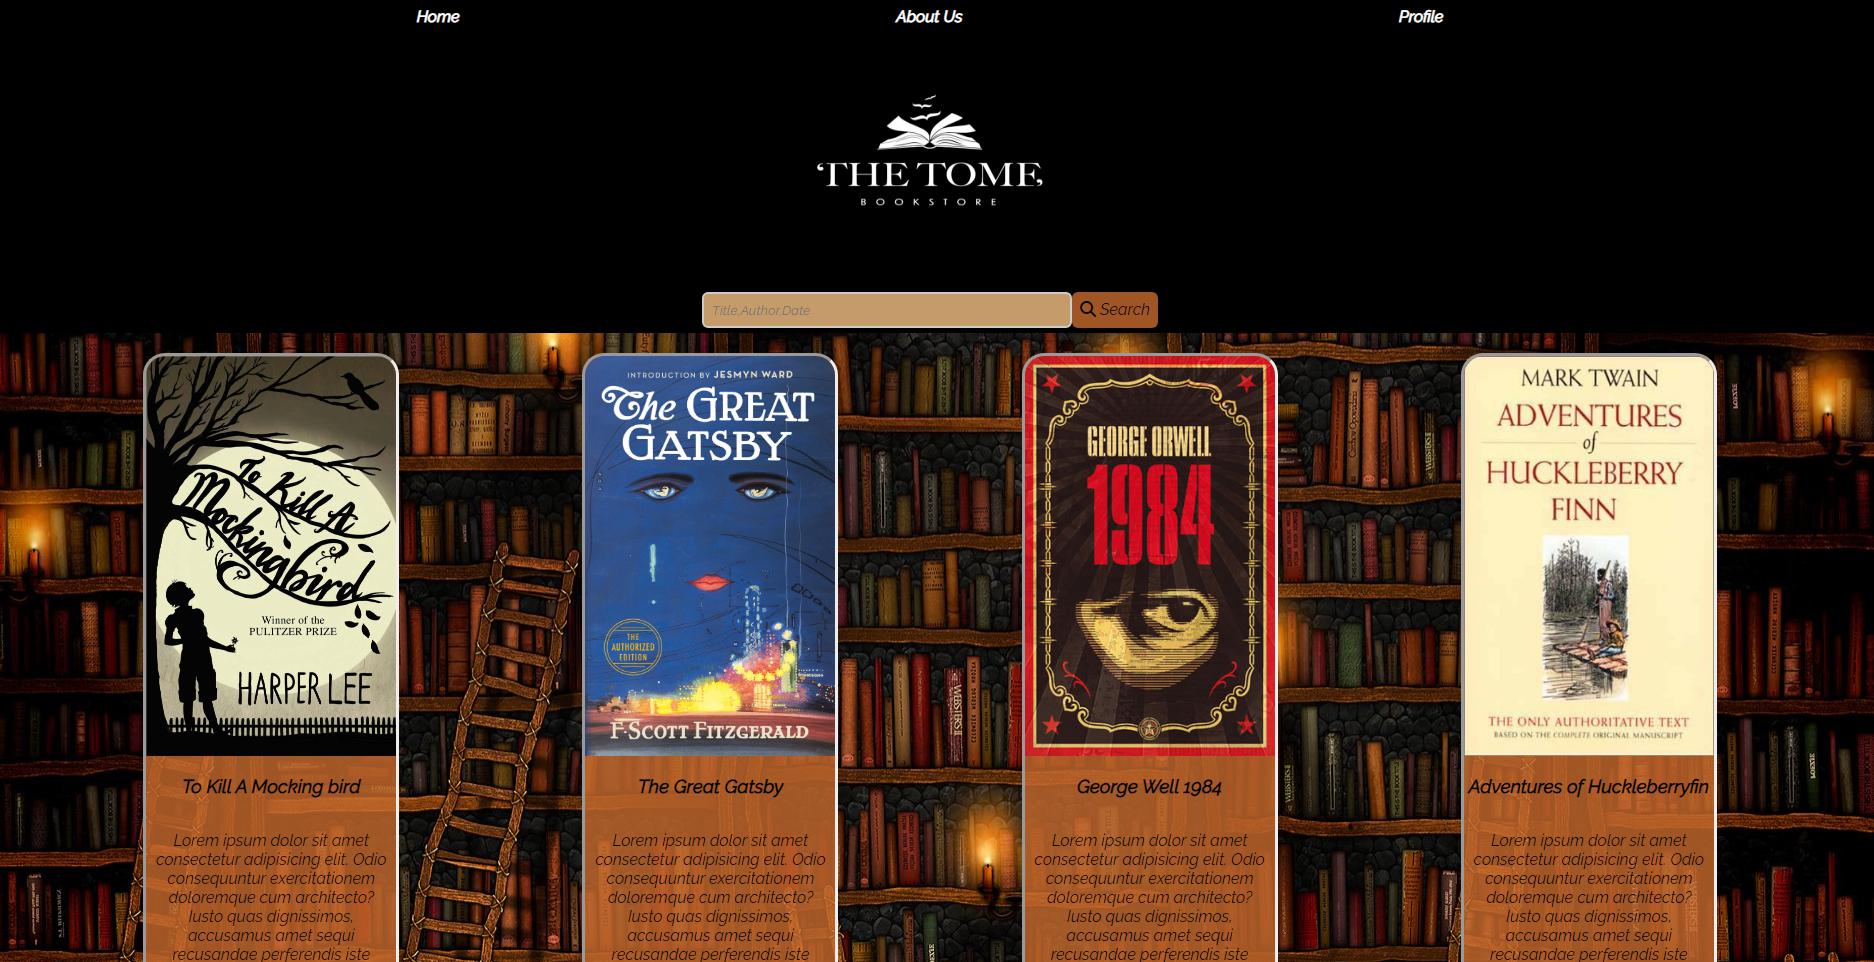 Home
About Us
Profile
THE TOME
BOOKSTORE
Title,Author,Date
Search
To Kill A
Mockingbird
Winner of the
PULITZER PRIZE
HARPER LEE
To Kill A Mocking bird
Lorem ipsum dolor sit amet
consectetur adipisicing elit. Odio
consequuntur exercitationem
doloremque cum architecto?
Iusto quas dignissimos,
accusamus amet sequi
recusandae perferendis iste
INTRODUCTION BY JESMYN WARD
The GREAT
GATSBY
THE
AUTHORIZED
EDITION
F·SCOTT FITZGERALD
The Great Gatsby
Lorem ipsum dolor sit amet
consectetur adipisicing elit. Odio
consequuntur exercitationem
doloremque cum architecto?
Iusto quas dignissimos,
accusamus amet sequi
recusandae perferendis iste
GEORGE ORWELL
1984
George Well 1984
Lorem ipsum dolor sit amet
consectetur adipisicing elit. Odio
consequuntur exercitationem
doloremque cum architecto?
Iusto quas dignissimos,
accusamus amet sequi
recusandae perferendis iste
MARK TWAIN
ADVENTURES
of
HUCKLEBERRY
FINN
THE ONLY AUTHORITATIVE TEXT
BASED ON THE COMPLETE ORIGINAL MANUSCRIPT
Adventures of Huckleberryfin
Lorem ipsum dolor sit amet
consectetur adipisicing elit. Odio
consequuntur exercitationem
doloremque cum architecto?
Iusto quas dignissimos,
accusamus amet sequi
recusandae perferendis iste